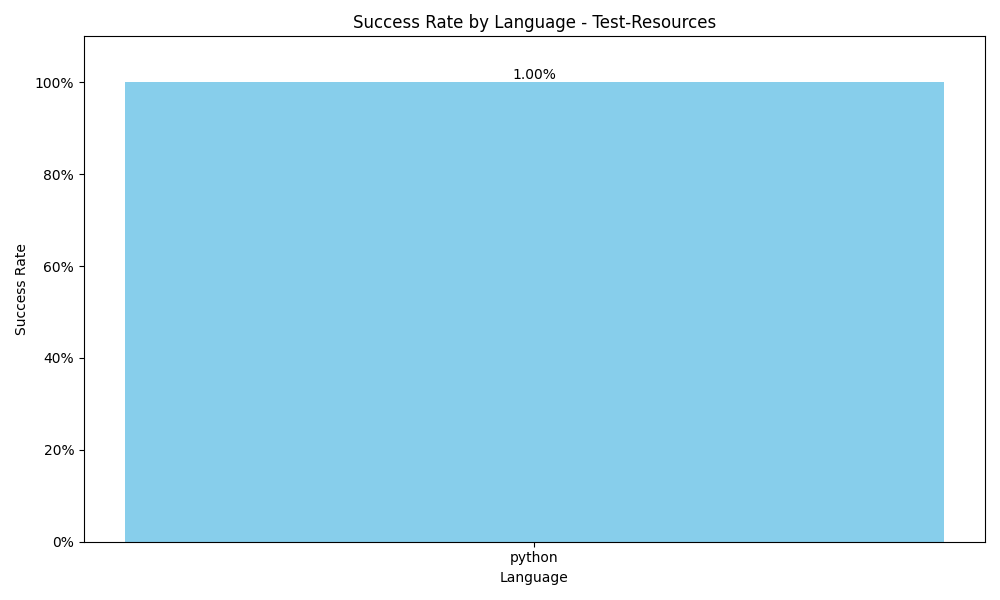 Success Rate by Language - Test-Resources
1.00%
100%
80%
60%
40%
20%
0%
Success Rate
python
Language